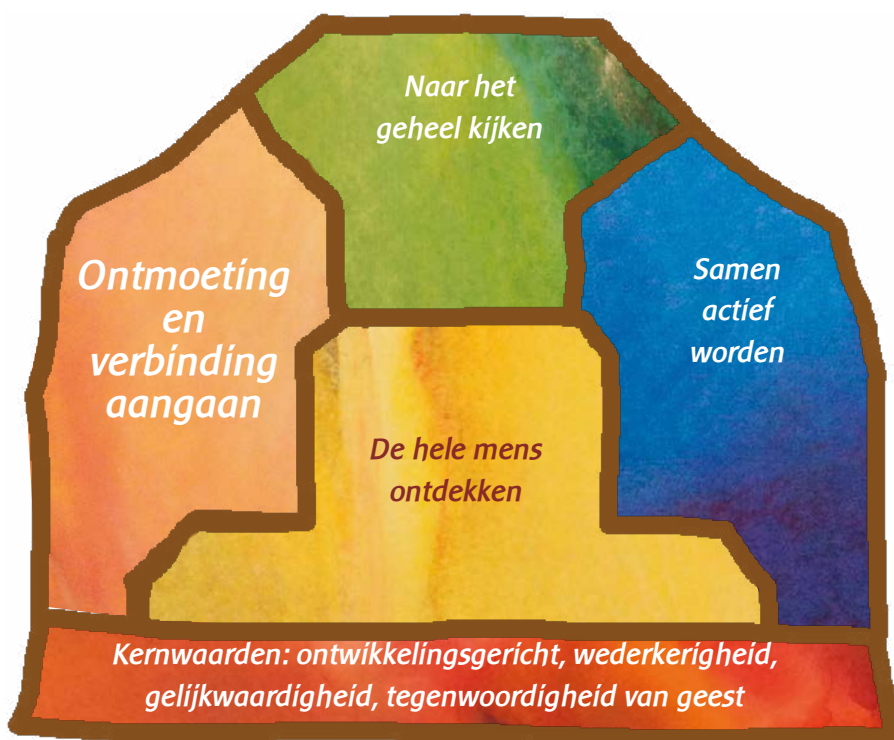 Naar het
geheel kijken
Ontmoeting
en
verbinding
aangaan
Samen
actief
worden
De hele mens
ontdekken
Kernwaarden: ontwikkelingsgericht, wederkerigheid,
gelijkwaardigheid, tegenwoordigheid van geest